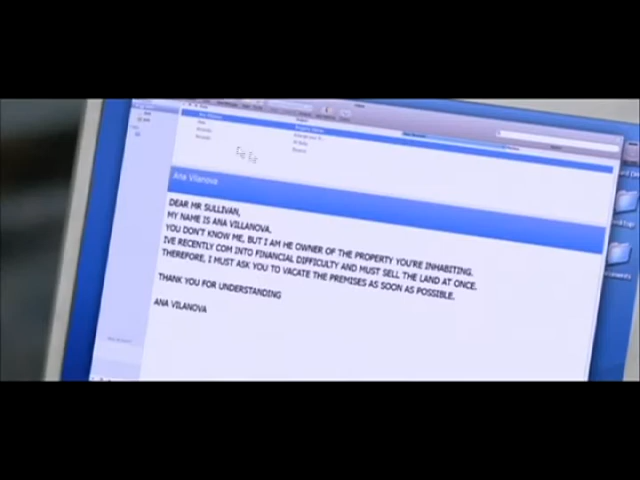 Ana Vilanova
DEAR MR SULLIVAN,
MY NAME IS ANA VILLANOVA.
YOU DON'T KNOW ME, BUT I AM HE OWNER OF THE PROPERTY YOU'RE INHABITING.
IVE RECENTLY COM INTO FINANCIAL DIFFICULTY AND MUST SELL THE LAND AT ONCE.
THEREFORE, I MUST ASK YOU TO VACATE THE PREMISES AS SOON AS POSSIBLE.
THANK YOU FOR UNDERSTANDING
ANA VILANOVA